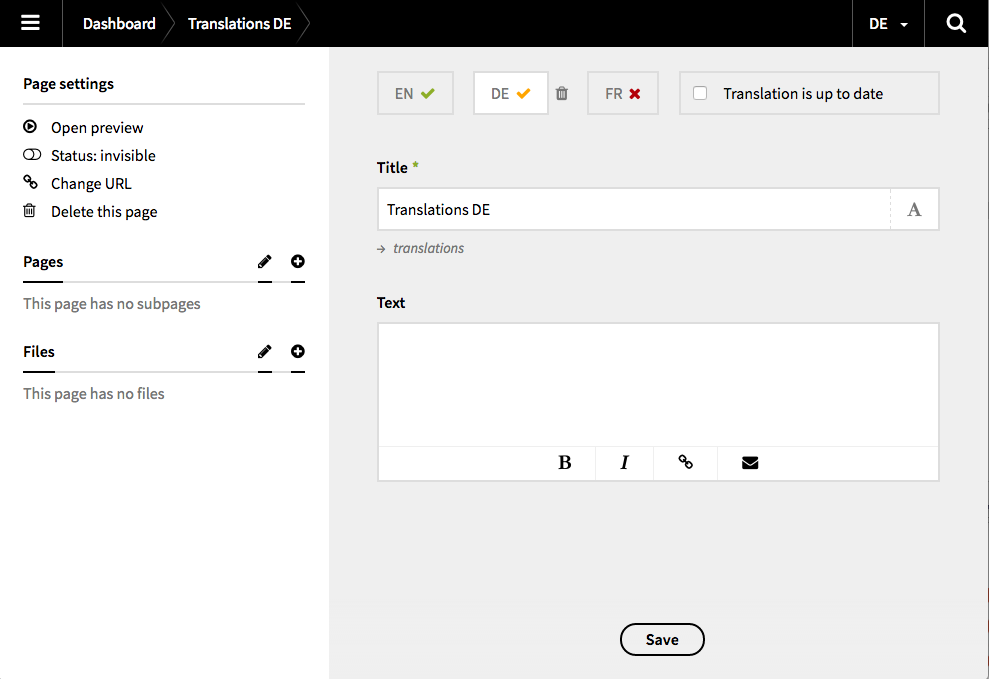 Dashboard
Translations DE
DE
Page settings
Open preview
Status: invisible
Change URL
Delete this page
Pages
This page has no subpages
Files
This page has no files
EN
DE
FR
Translation is up to date
Title *
Translations DE
A
→ translations
Text
B I
Save